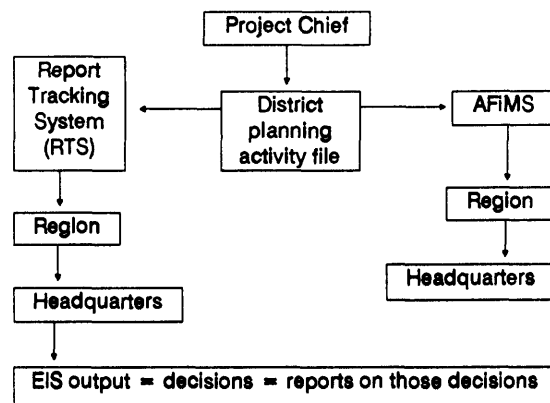 Project Chief
Report
Tracking
System
(RTS)
District
planning
activity file
AFiMS
Region
Headquarters
Region
Headquarters
EIS output = decisions = reports on those decisions